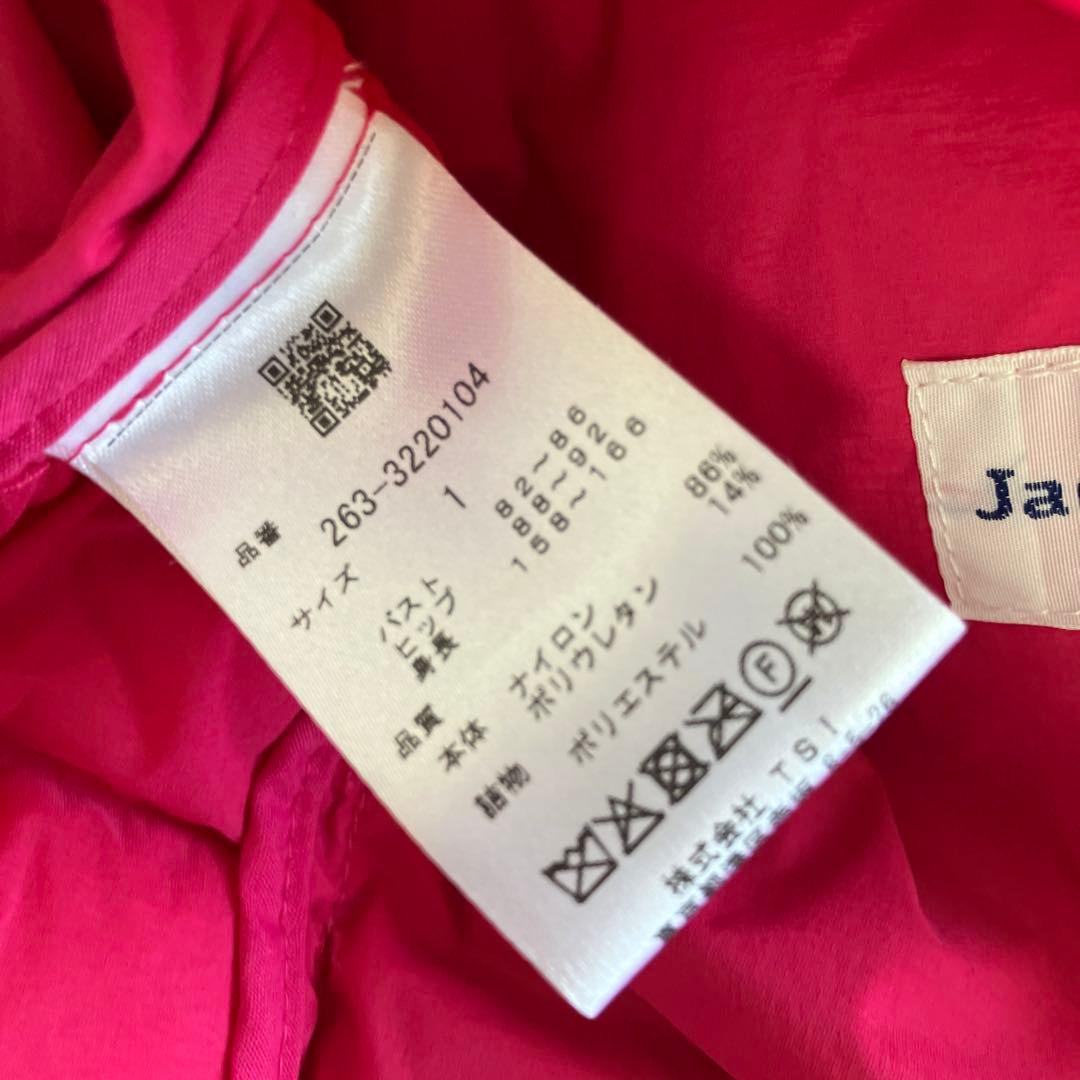 品番 263-3220104
サイズ 1
バスト 82~86
ヒップ 88~92
身長 158~166
品質
本体 ナイロン 86%
ポリウレタン 14%
詰物 ポリエステル 100%
F
W
株式会社 TSI
Ja